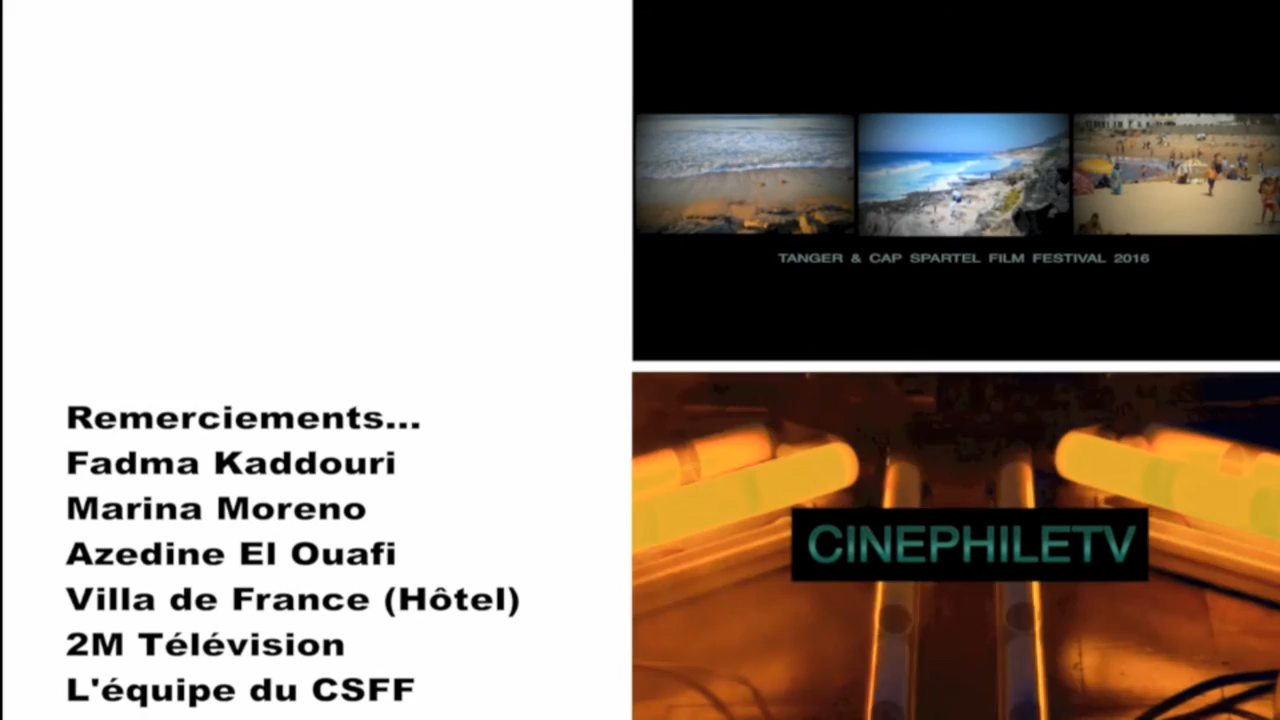 Remerciements...
Fadma Kaddouri
Marina Moreno
Azedine El Ouafi
Villa de France (Hôtel)
2M Télévision
L'équipe du CSFF
TANGER & CAP SPARTEL FILM FESTIVAL 2016
CINEPHILETV